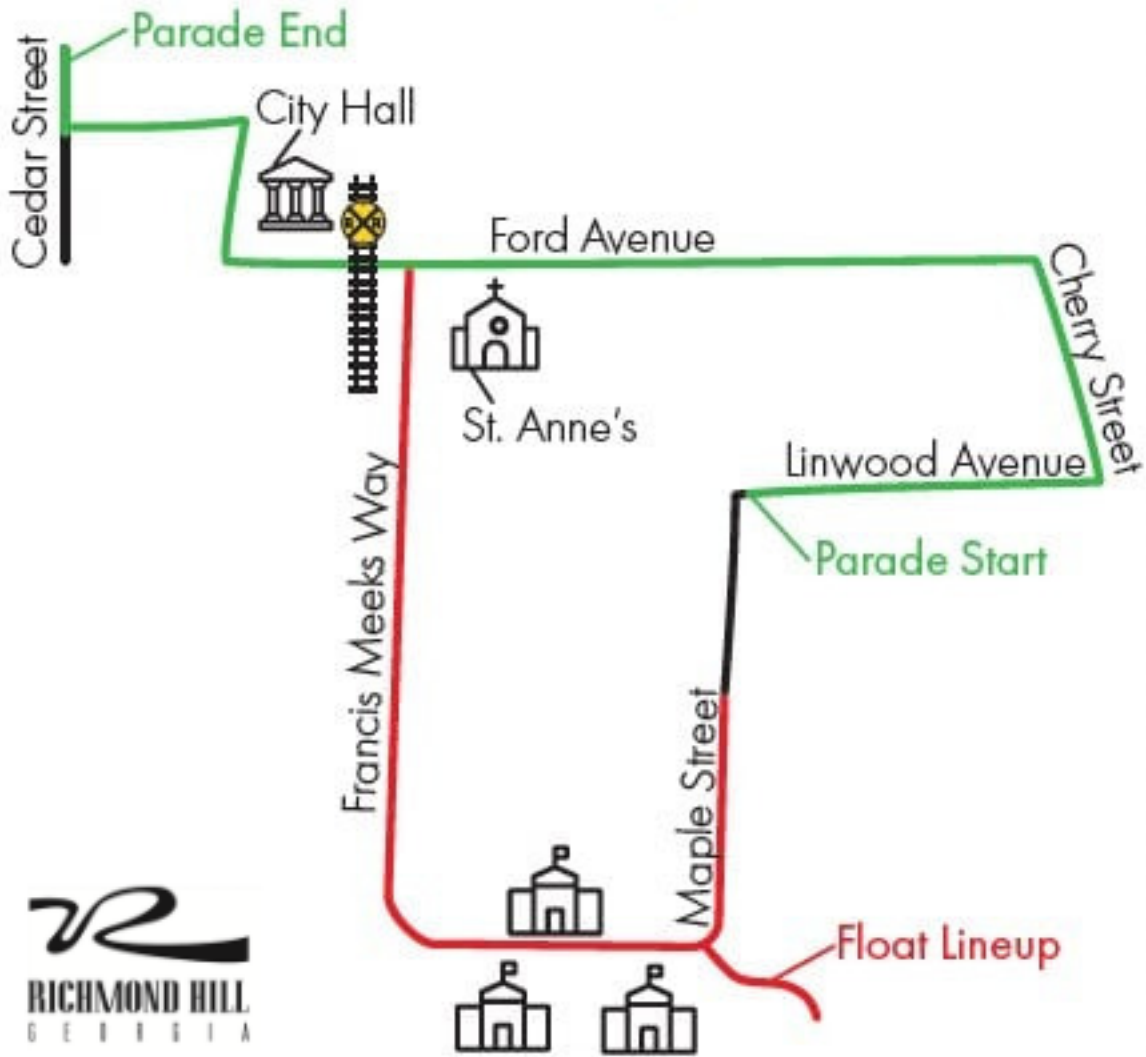 Parade End
Cedar Street
City Hall
R R
Ford Avenue
Cherry Street
St. Anne's
Linwood Avenue
Parade Start
Francis Meeks Way
Maple Street
Float Lineup
RICHMOND HILL
GEORGIA